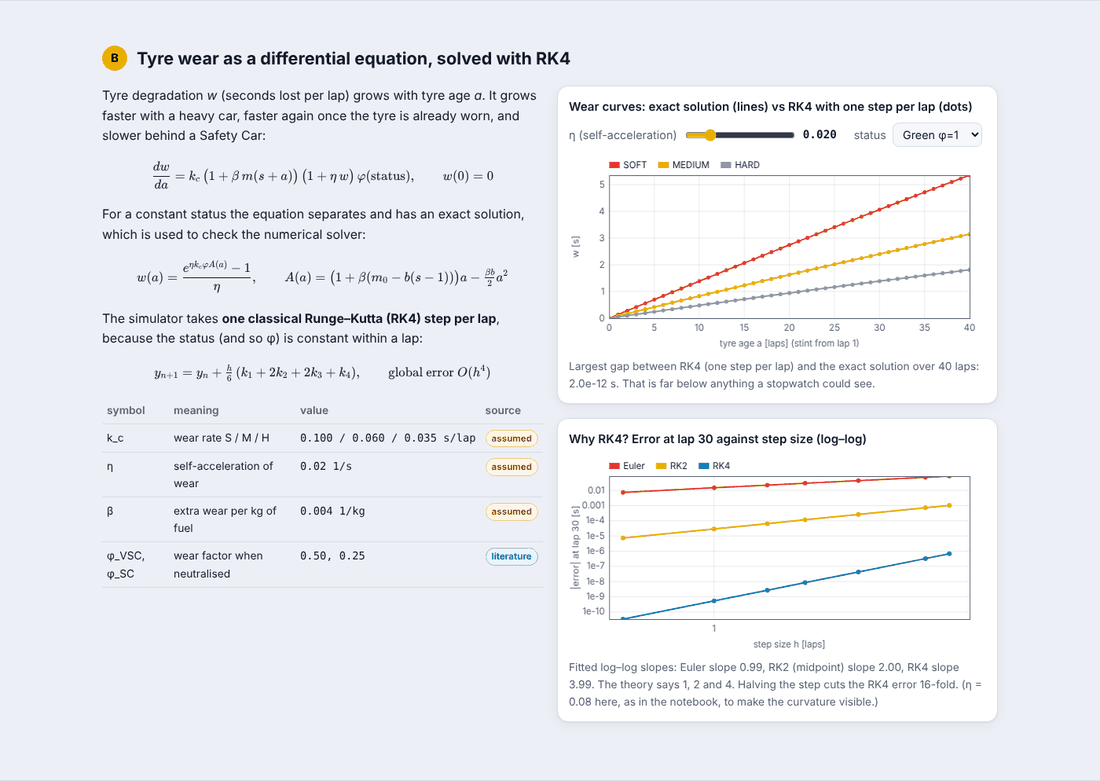 B Tyre wear as a differential equation, solved with RK4
Tyre degradation w (seconds lost per lap) grows with tyre age a. It grows
faster with a heavy car, faster again once the tyre is already worn, and
slower behind a Safety Car:
dw/da = k_c (1 + β m(s + a)) (1 + η w) φ(status), w(0) = 0
For a constant status the equation separates and has an exact solution,
which is used to check the numerical solver:
w(a) = (e^{ηk_cφA(a)} − 1)/η, A(a) = (1 + β(m₀ − b(s − 1)))a − (βb/2)a²
The simulator takes one classical Runge–Kutta (RK4) step per lap,
because the status (and so φ) is constant within a lap:
y_{n+1} = y_n + h/6 (k₁ + 2k₂ + 2k₃ + k₄), global error O(h⁴)
symbol meaning value source
k_c wear rate S / M / H 0.100 / 0.060 / 0.035 s/lap assumed
η self-acceleration of 0.02 1/s assumed
wear
β extra wear per kg of 0.004 1/kg assumed
fuel
φ_VSC, wear factor when 0.50, 0.25 literature
φ_SC neutralised
Wear curves: exact solution (lines) vs RK4 with one step per lap (dots)
η (self-acceleration) 0.020 status Green φ=1
SOFT MEDIUM HARD
w [s]
5
4
3
2
1
0
0 5 10 15 20 25 30 35 40
tyre age a [laps] (stint from lap 1)
Largest gap between RK4 (one step per lap) and the exact solution over 40 laps:
2.0e-12 s. That is far below anything a stopwatch could see.
Why RK4? Error at lap 30 against step size (log–log)
Euler RK2 RK4
|error| at lap 30 [s]
0.01
0.001
1e-4
1e-5
1e-6
1e-7
1e-8
1e-9
1e-10
1
step size h [laps]
Fitted log–log slopes: Euler slope 0.99, RK2 (midpoint) slope 2.00, RK4 slope
3.99. The theory says 1, 2 and 4. Halving the step cuts the RK4 error 16-fold. (η =
0.08 here, as in the notebook, to make the curvature visible.)